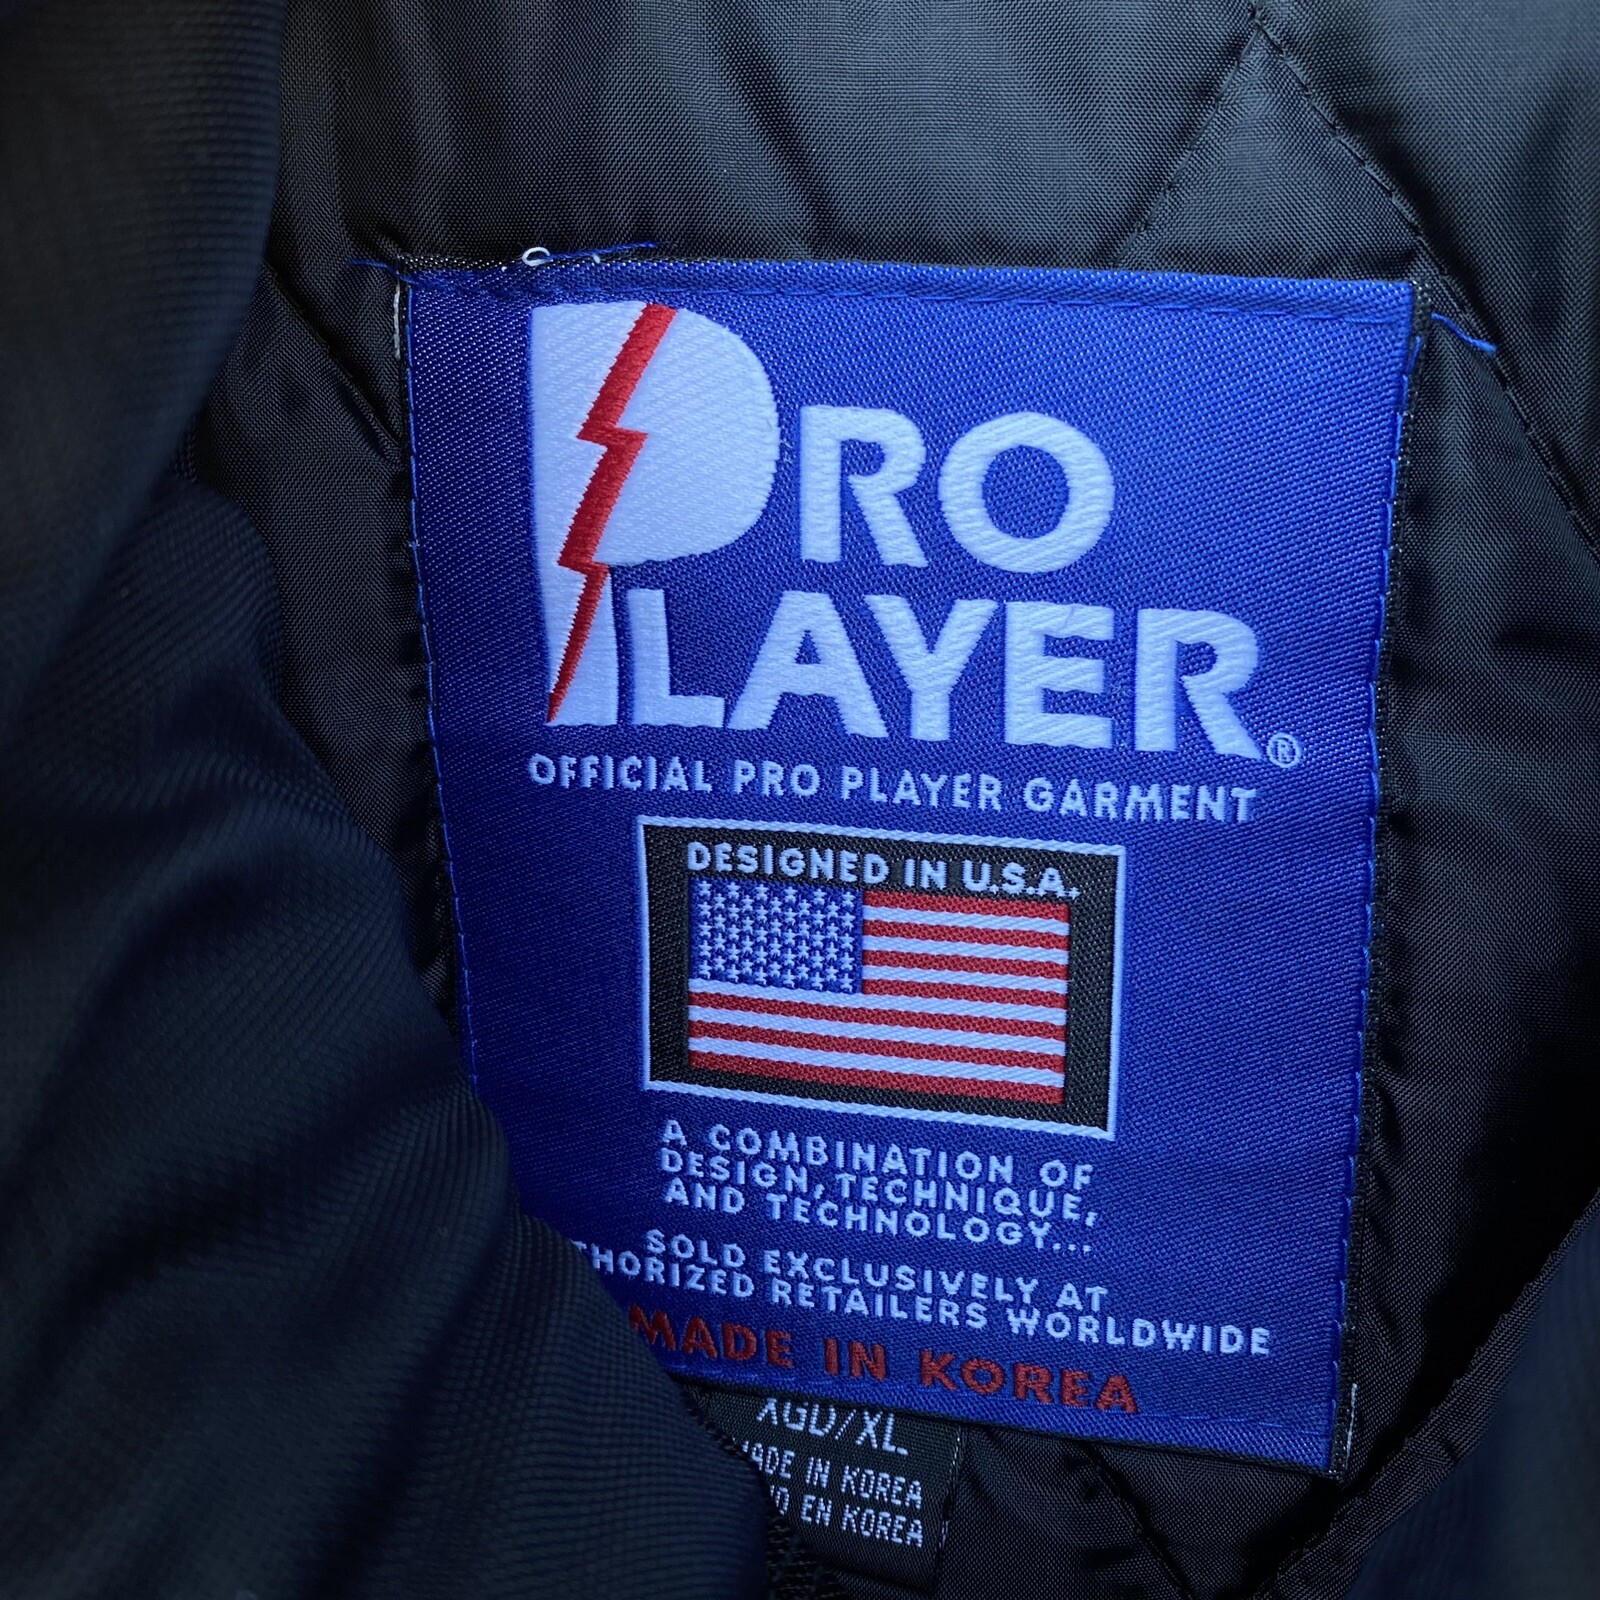 PRO
PLAYER®
OFFICIAL PRO PLAYER GARMENT
DESIGNED IN U.S.A.
A COMBINATION OF
DESIGN, TECHNIQUE,
AND TECHNOLOGY...
SOLD EXCLUSIVELY AT
THORIZED RETAILERS WORLDWIDE
MADE IN KOREA
XGD/XL
MADE IN KOREA
EN KOREA